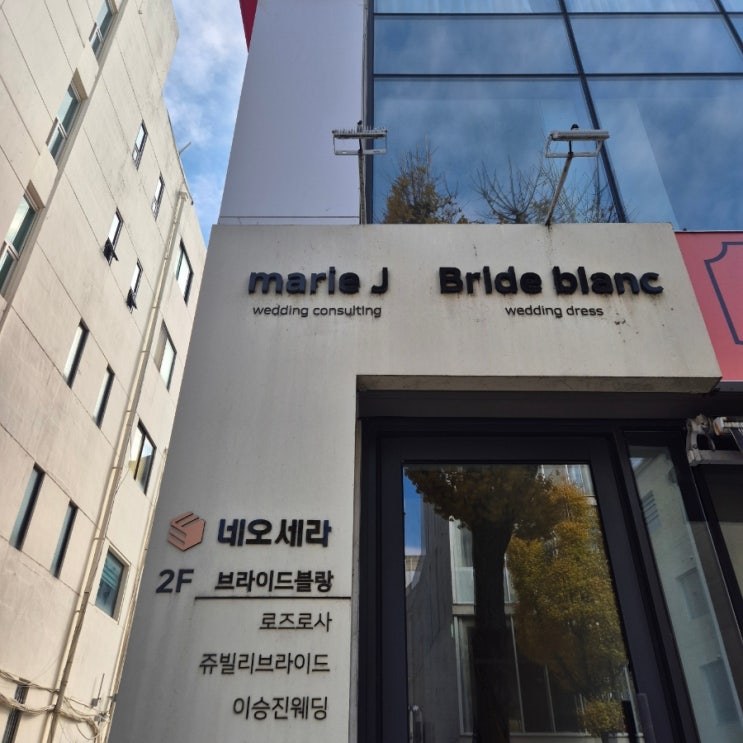 marie J
wedding consulting
Bride blanc
wedding dress
네오세라
2F 브라이드블랑
로즈로사
쥬빌리브라이드
이승진웨딩